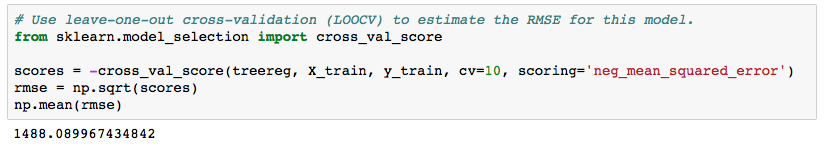 # Use leave-one-out cross-validation (LOOCV) to estimate the RMSE for this model.
from sklearn.model_selection import cross_val_score
scores = -cross_val_score(treereg, X_train, y_train, cv=10, scoring='neg_mean_squared_error')
rmse = np.sqrt(scores)
np.mean(rmse)
1488.089967434842